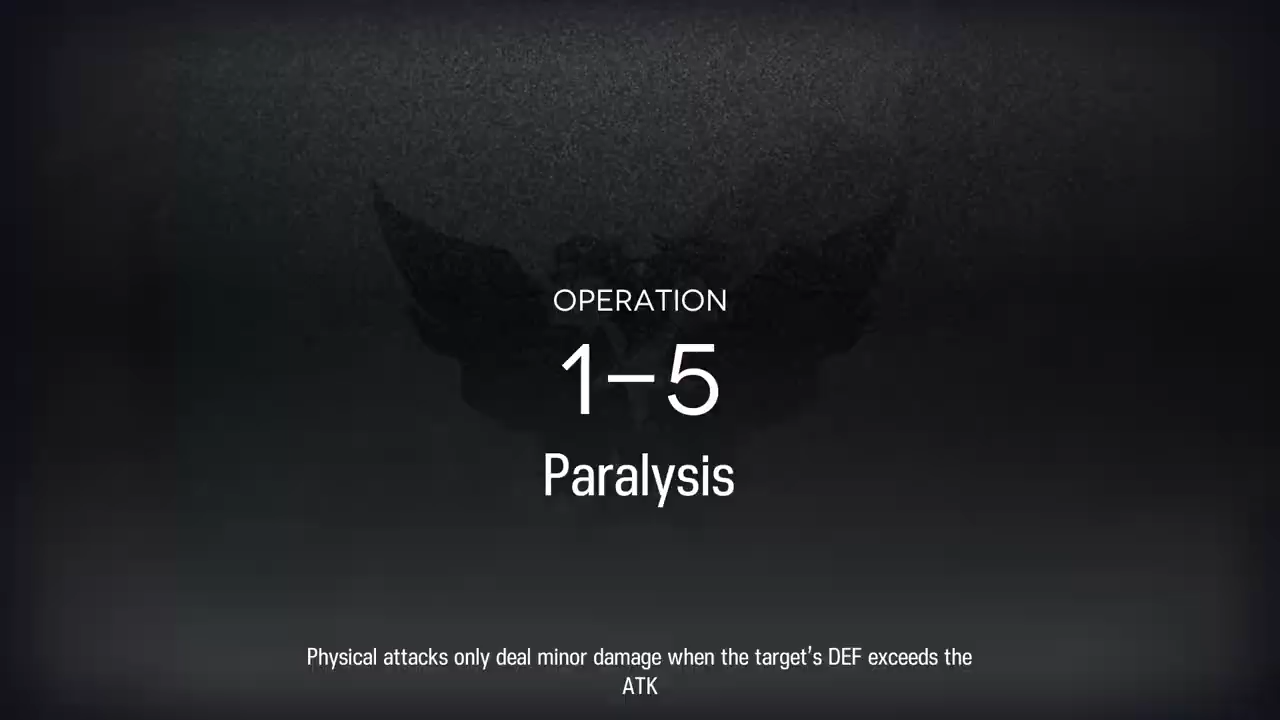 OPERATION
1–5
Paralysis
Physical attacks only deal minor damage when the target's DEF exceeds the
ATK